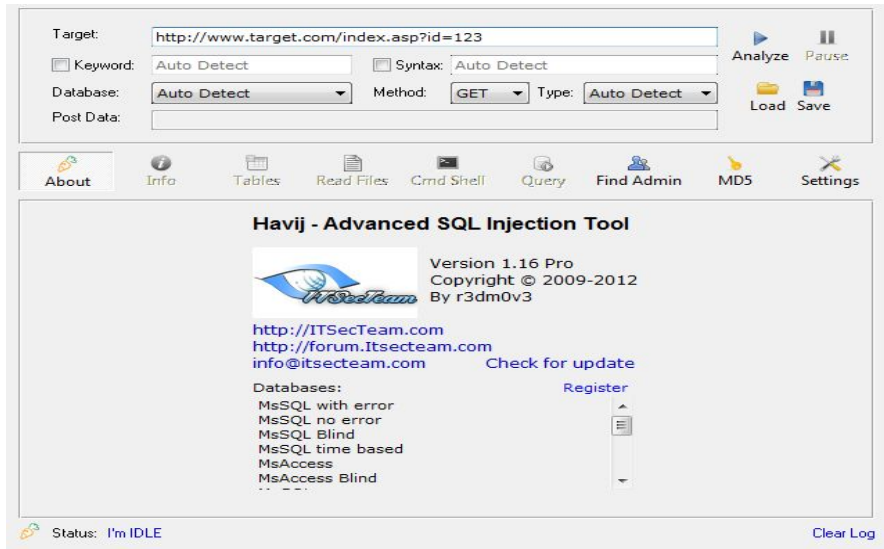 Target: http://www.target.com/index.asp?id=123
Analyze Pause
Keyword: Auto Detect Syntax: Auto Detect
Database: Auto Detect Method: GET Type: Auto Detect
Load Save
Post Data:
About Info Tables Read Files Cmd Shell Query Find Admin MD5 Settings
Havij - Advanced SQL Injection Tool
Version 1.16 Pro
Copyright © 2009-2012
ITSecTeam By r3dm0v3
http://ITSecTeam.com
http://forum.Itsecteam.com
info@itsecteam.com Check for update
Databases: Register
MsSQL with error
MsSQL no error
MsSQL Blind
MsSQL time based
MsAccess
MsAccess Blind
Status: I'm IDLE Clear Log